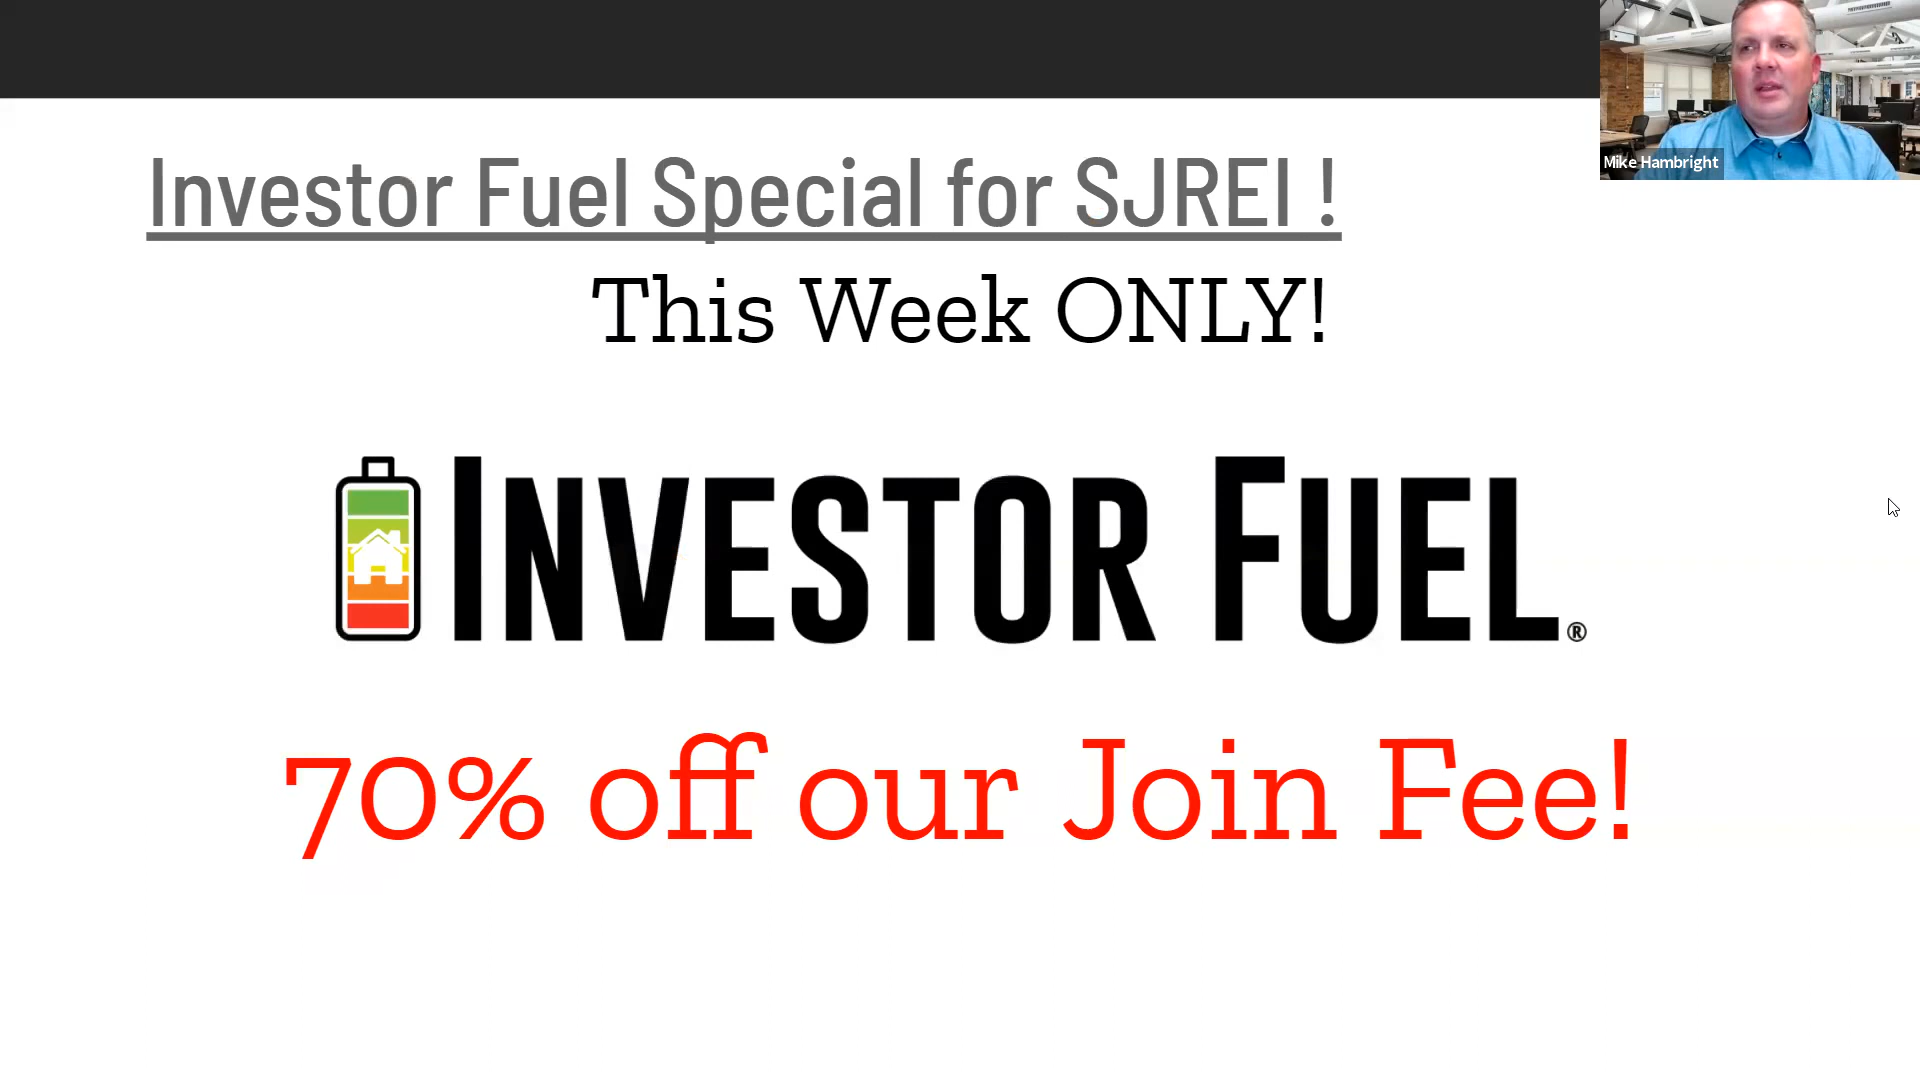 Investor Fuel Special for SJREI !
This Week ONLY!
INVESTOR FUEL®
70% off our Join Fee!
Mike Hambright